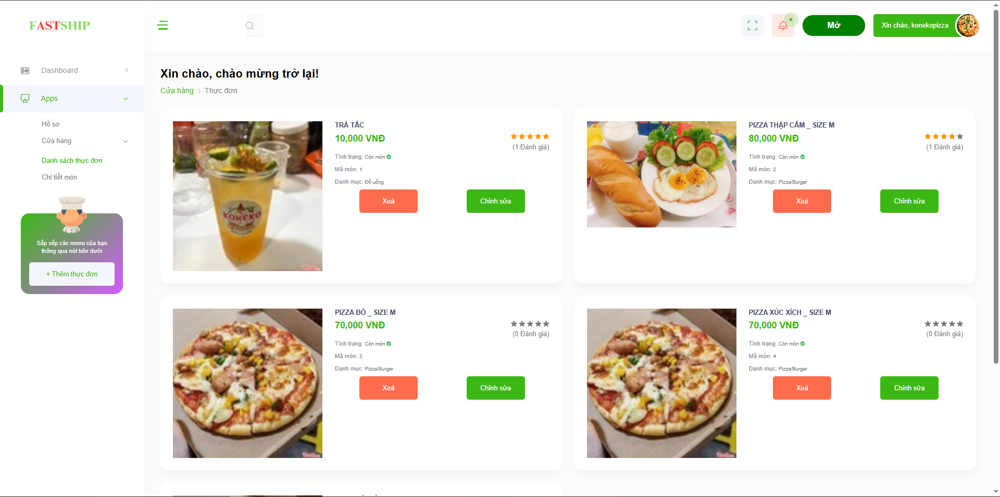 FASTSHIP
Mở
Xin chào, konekopizza
Dashboard
Apps
Hồ sơ
Cửa hàng
Danh sách thực đơn
Chi tiết món
Sắp xếp các menu của bạn
thông qua nút bên dưới
+ Thêm thực đơn
Xin chào, chào mừng trở lại!
Cửa hàng > Thực đơn
TRÀ TẮC
10,000 VNĐ
(1 Đánh giá)
Tình trạng: Còn món
Mã món: 1
Danh mục: Đồ uống
Xoá
Chỉnh sửa
KONEKO
PIZZA THẬP CẨM _ SIZE M
80,000 VNĐ
(1 Đánh giá)
Tình trạng: Còn món
Mã món: 2
Danh mục: Pizza/Burger
Xoá
Chỉnh sửa
PIZZA BÒ _ SIZE M
70,000 VNĐ
(0 Đánh giá)
Tình trạng: Còn món
Mã món: 3
Danh mục: Pizza/Burger
Xoá
Chỉnh sửa
PIZZA XÚC XÍCH _ SIZE M
70,000 VNĐ
(0 Đánh giá)
Tình trạng: Còn món
Mã món: 4
Danh mục: Pizza/Burger
Xoá
Chỉnh sửa